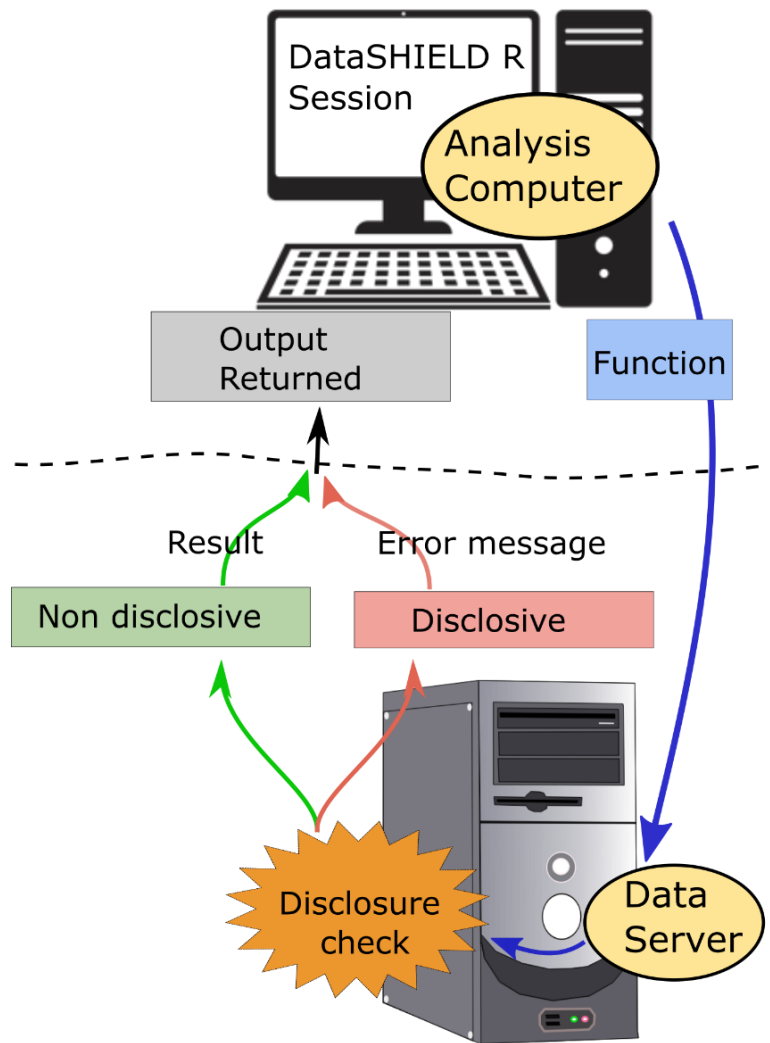 DataSHIELD R
Session
Analysis
Computer
Output
Returned
Function
Result
Error message
Non disclosive
Disclosive
Disclosure
check
Data
Server